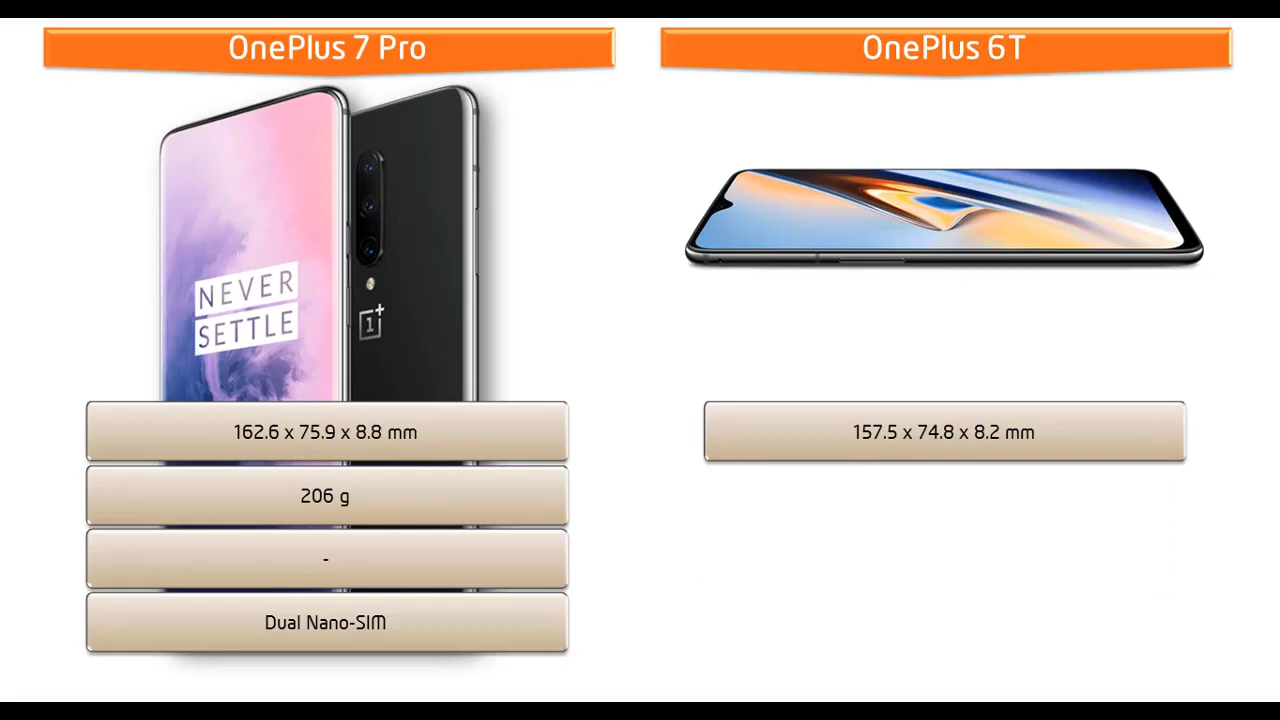 OnePlus 7 Pro
OnePlus 6T
NEVER
SETTLE
1+
162.6 x 75.9 x 8.8 mm
157.5 x 74.8 x 8.2 mm
206 g
-
Dual Nano-SIM